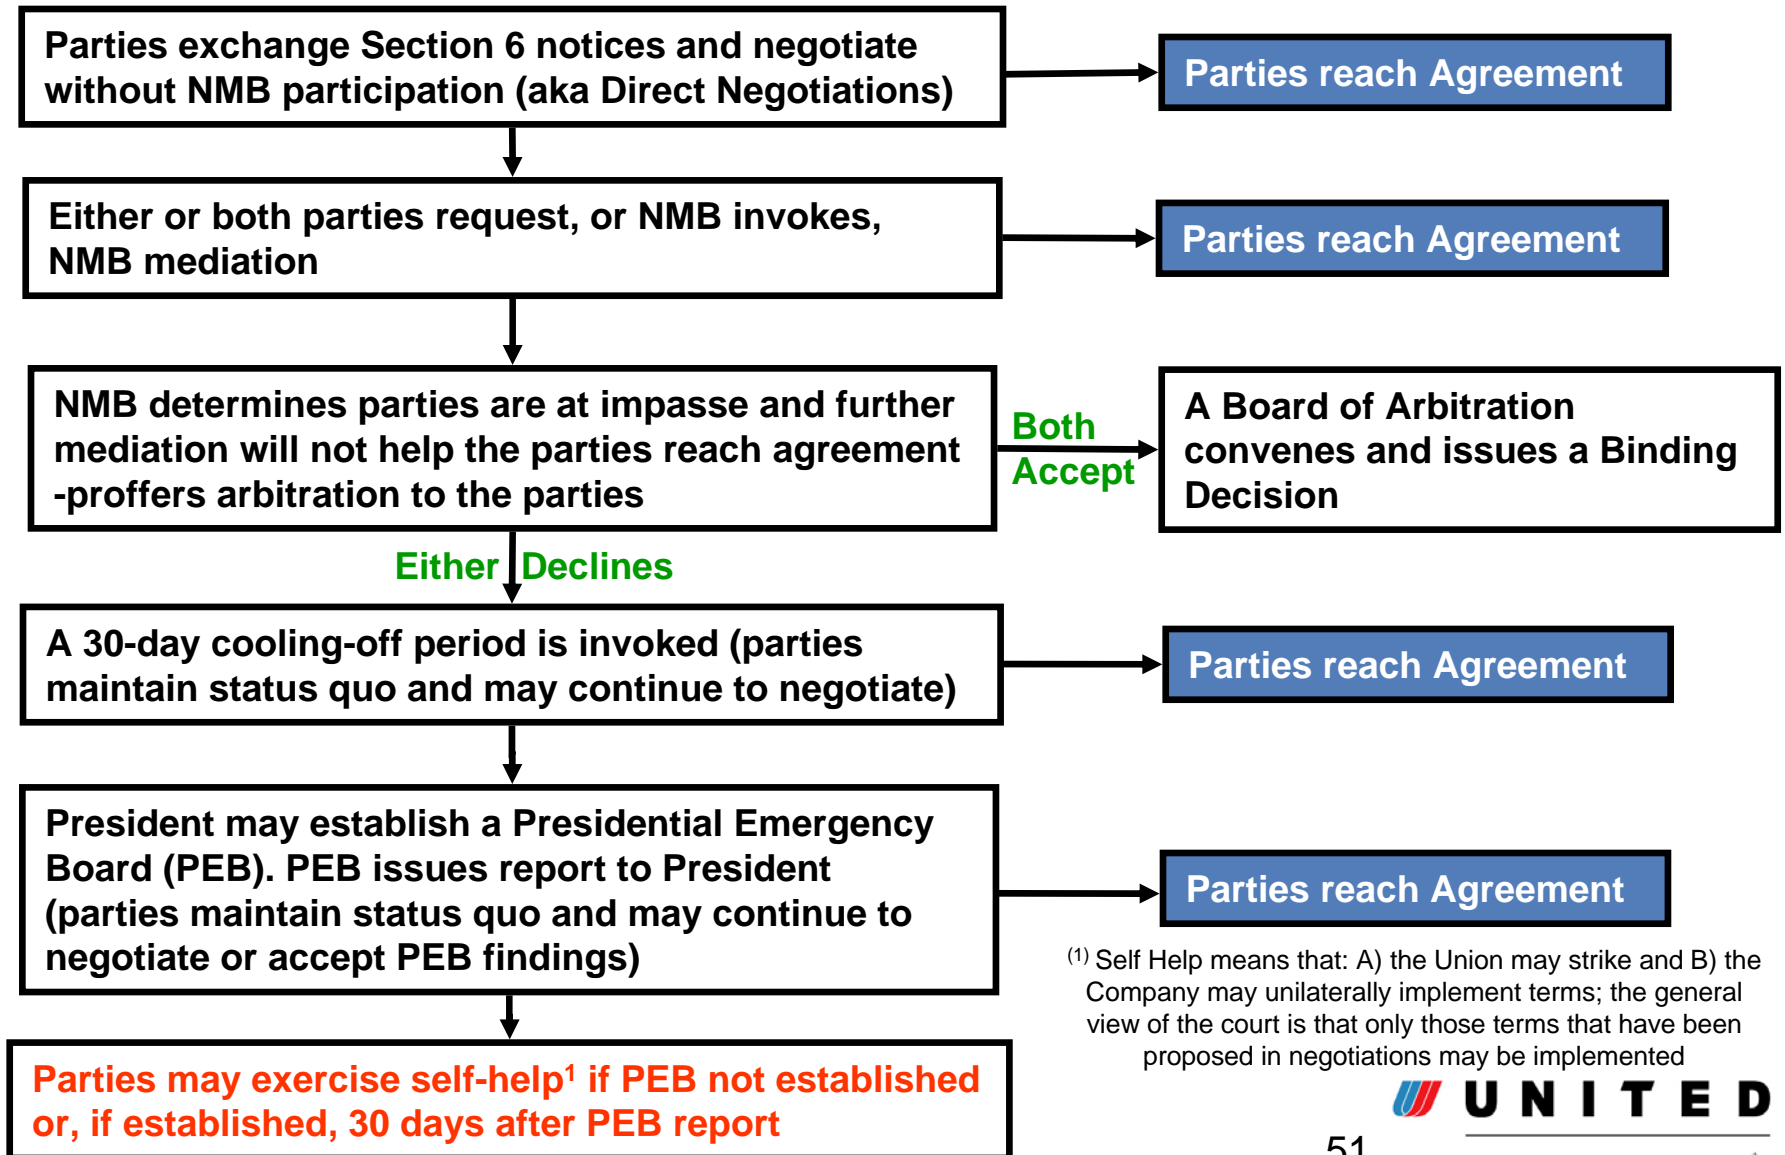 Parties exchange Section 6 notices and negotiate
without NMB participation (aka Direct Negotiations)
Parties reach Agreement
Either or both parties request, or NMB invokes,
NMB mediation
Parties reach Agreement
NMB determines parties are at impasse and further
mediation will not help the parties reach agreement
-proffers arbitration to the parties
Both
Accept
A Board of Arbitration
convenes and issues a Binding
Decision
Either Declines
A 30-day cooling-off period is invoked (parties
maintain status quo and may continue to negotiate)
Parties reach Agreement
President may establish a Presidential Emergency
Board (PEB). PEB issues report to President
(parties maintain status quo and may continue to
negotiate or accept PEB findings)
Parties reach Agreement
(1) Self Help means that: A) the Union may strike and B) the
Company may unilaterally implement terms; the general
view of the court is that only those terms that have been
proposed in negotiations may be implemented
Parties may exercise self-help1 if PEB not established
or, if established, 30 days after PEB report
UNITED
51